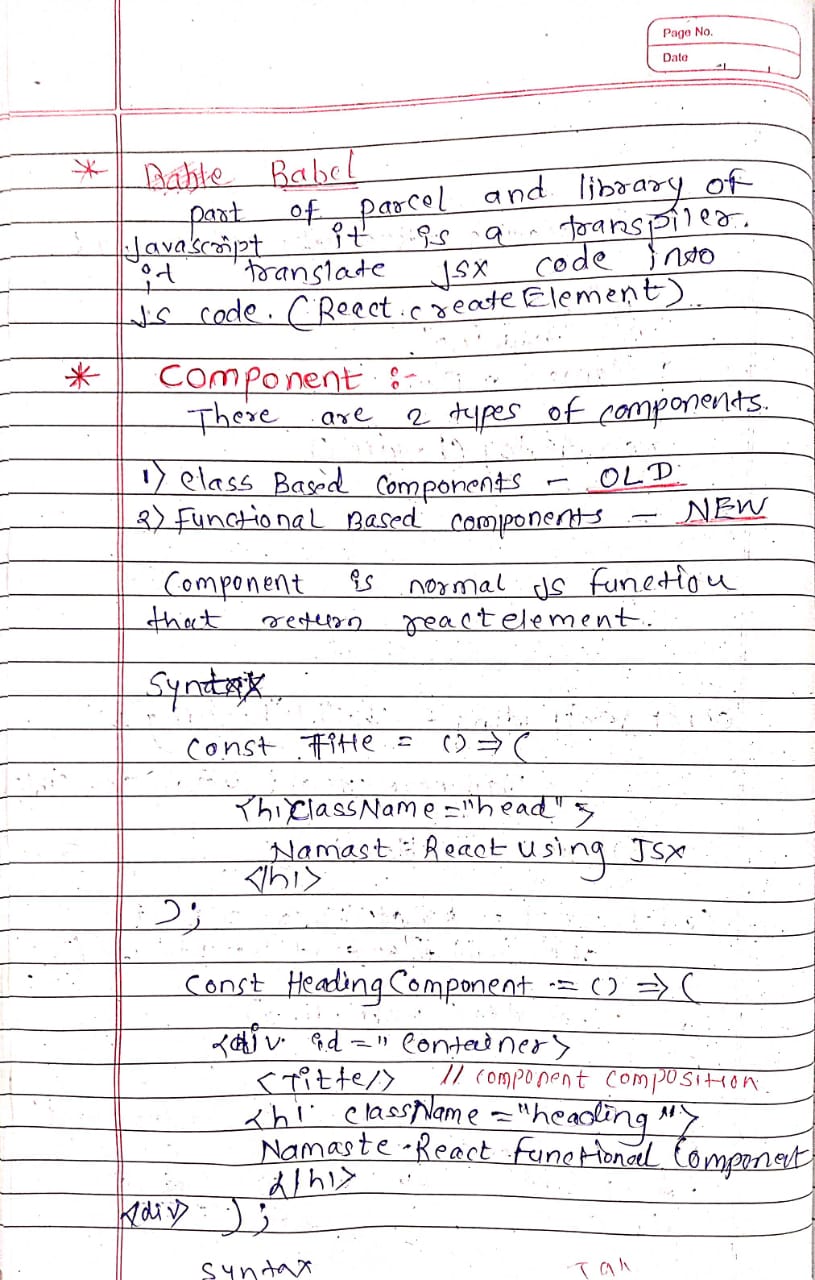 Page No.
Date
* Bable Babel
part of parcel and library of
Javascript it is a transpiler.
it translate JSX code into
JS code. (React.createElement)
* Component :-
There are 2 types of components.
1) Class Based Components - OLD
2) Functional Based components - NEW
Component is normal JS function
that return react element.
Syntax
Const Title = () => (
<h1 className="head">
Namast React using JSX
</h1>
);
Const Heading Component = () => (
<div id=" Container>
<Title/> // component composition
<h1 className="heading">
Namaste React functional Component
</h1>
</div> );
Syntax